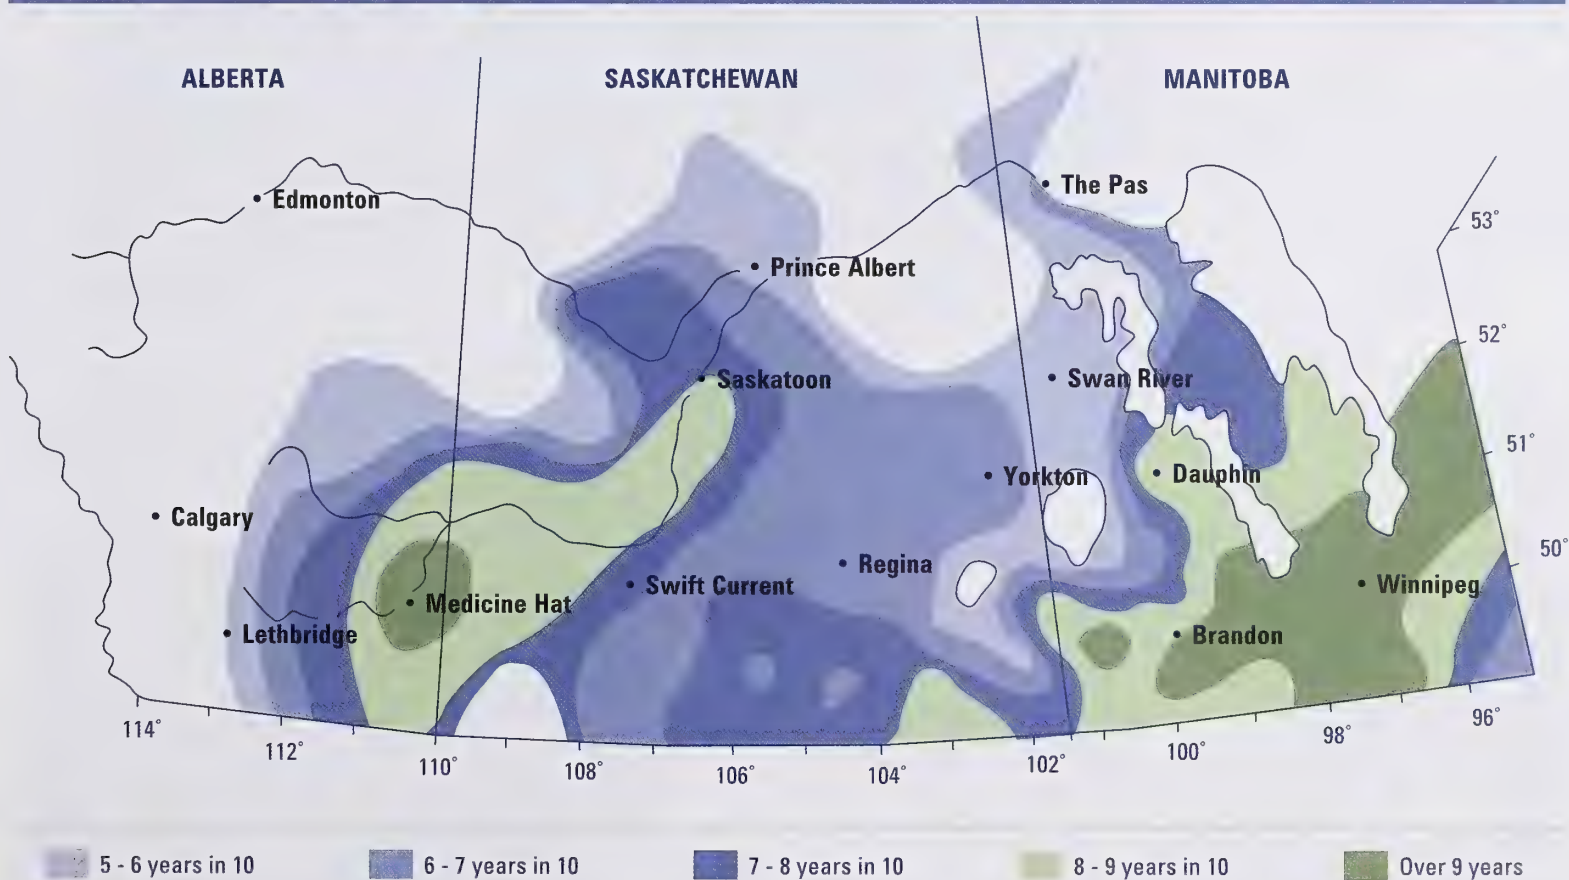 ALBERTA SASKATCHEWAN MANITOBA
Edmonton The Pas
53°
Prince Albert
52°
Saskatoon Swan River
51°
Yorkton Dauphin
Calgary
50°
Regina
Swift Current Winnipeg
Medicine Hat
Lethbridge Brandon
114° 112° 110° 108° 106° 104° 102° 100° 98° 96°
5 - 6 years in 10 6 - 7 years in 10 7 - 8 years in 10 8 - 9 years in 10 Over 9 years